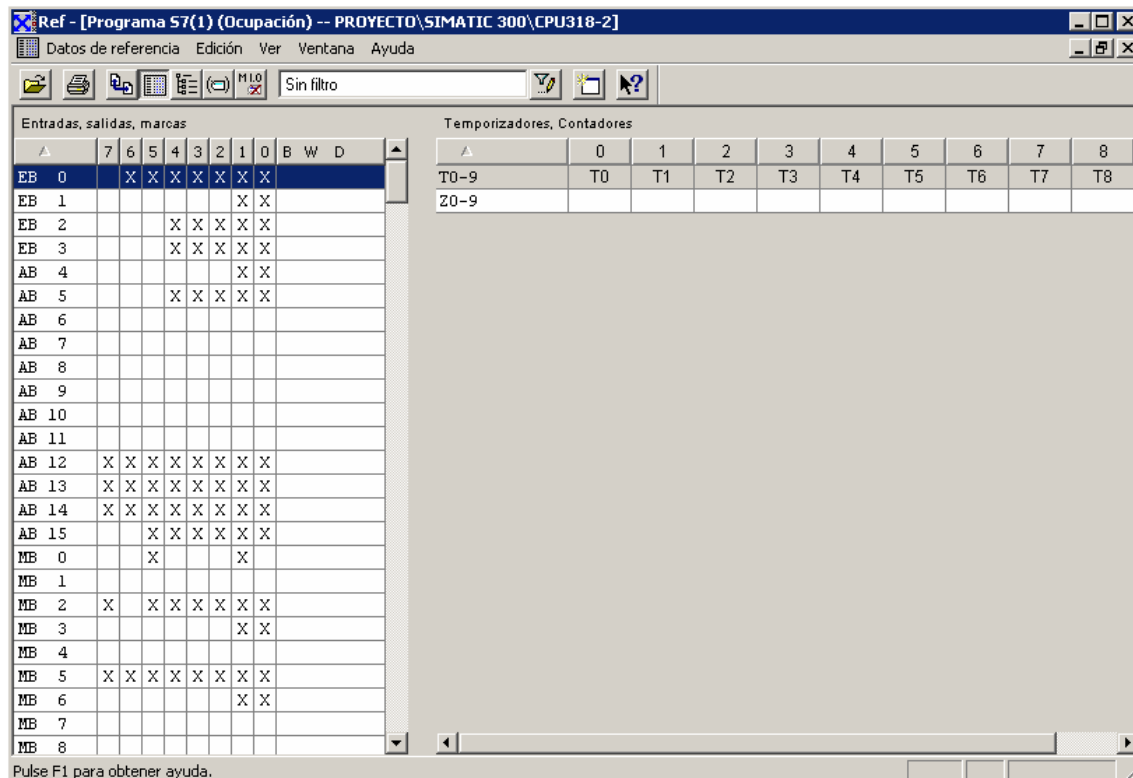 Ref - [Programa S7(1) (Ocupación) -- PROYECTO\SIMATIC 300\CPU318-2]
Datos de referencia Edición Ver Ventana Ayuda
Sin filtro
Entradas, salidas, marcas
7 6 5 4 3 2 1 0 B W D
EB 0 X X X X X X X
EB 1 X X
EB 2 X X X X X
EB 3 X X X X X
AB 4 X X
AB 5 X X X X X
AB 6
AB 7
AB 8
AB 9
AB 10
AB 11
AB 12 X X X X X X X X
AB 13 X X X X X X X X
AB 14 X X X X X X X X
AB 15 X X X X X X
MB 0 X X
MB 1
MB 2 X X X X X X X
MB 3 X X
MB 4
MB 5 X X X X X X X X
MB 6 X X
MB 7
MB 8
Temporizadores, Contadores
0 1 2 3 4 5 6 7 8
T0-9 T0 T1 T2 T3 T4 T5 T6 T7 T8
Z0-9
Pulse F1 para obtener ayuda.